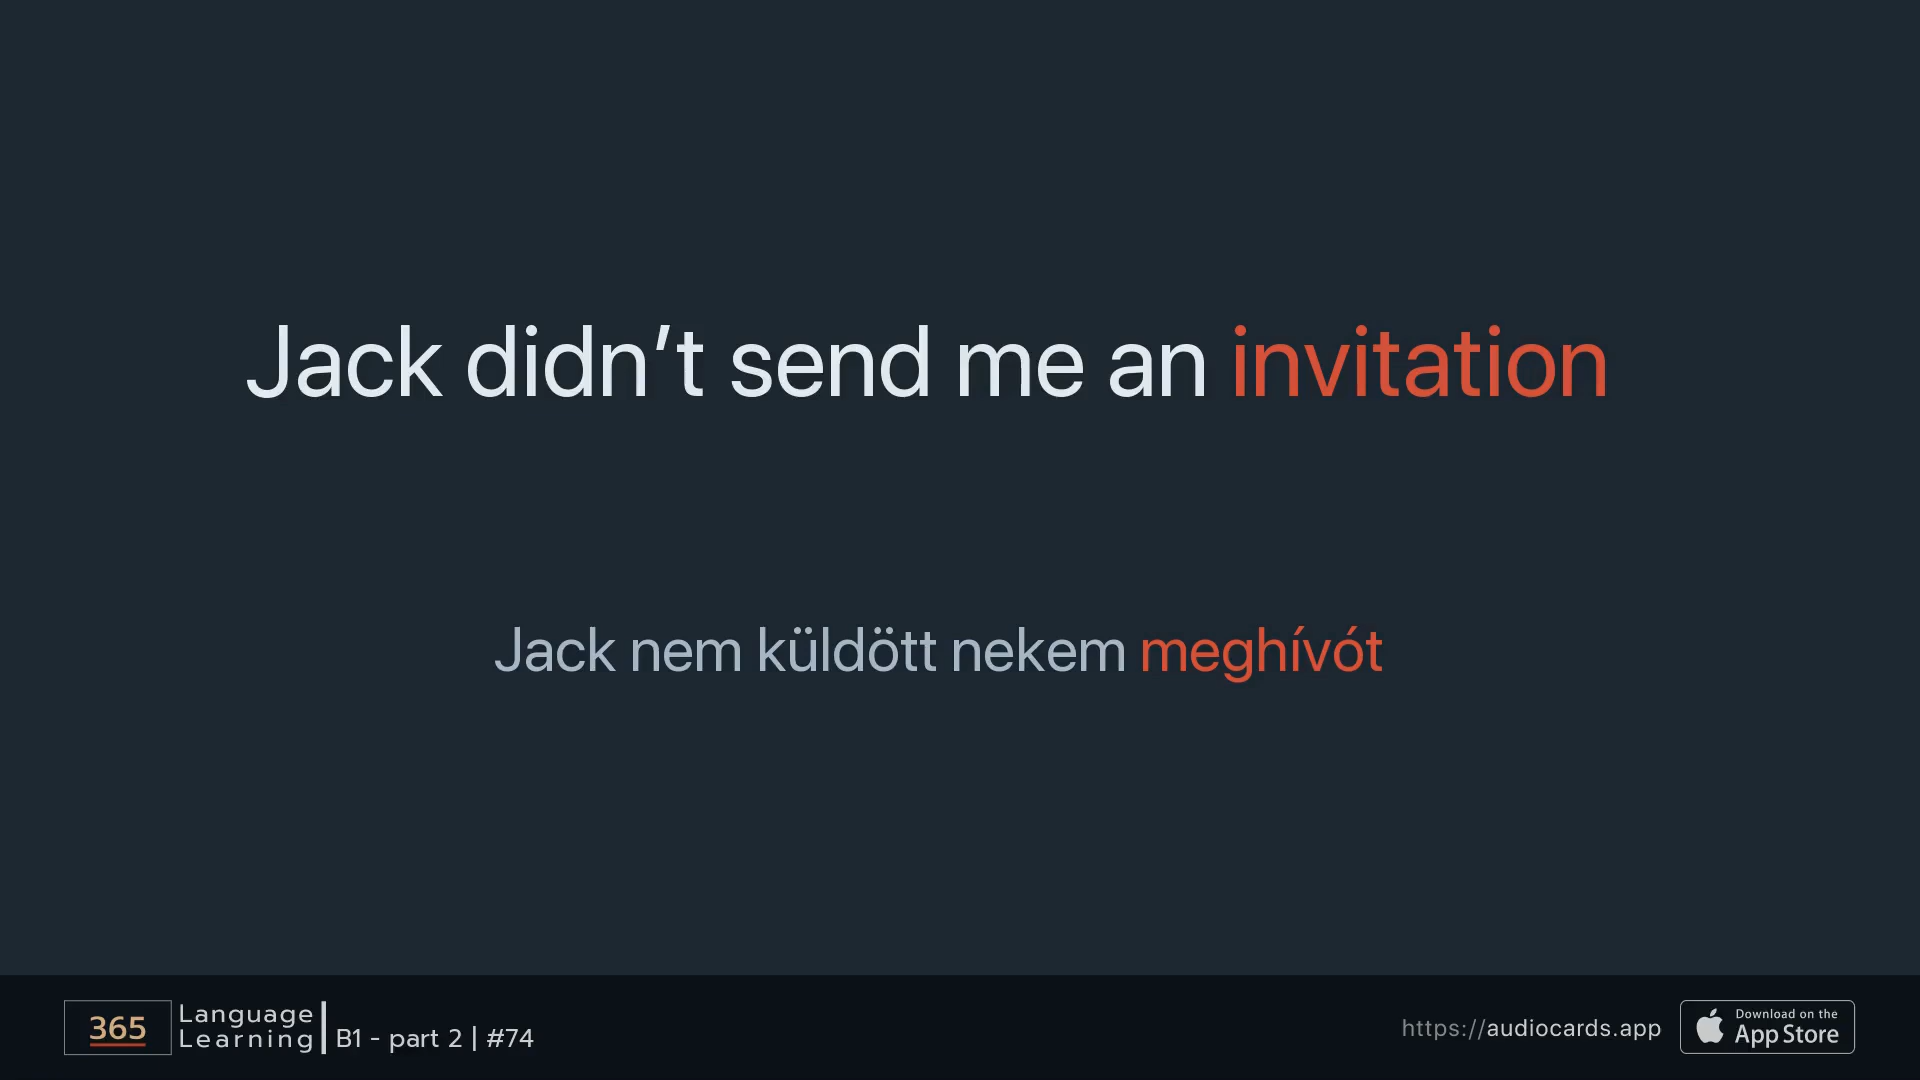 Jack didn’t send me an invitation
Jack nem küldött nekem meghívót
365
Language
Learning
B1 - part 2 | #74
https://audiocards.app
Download on the
App Store